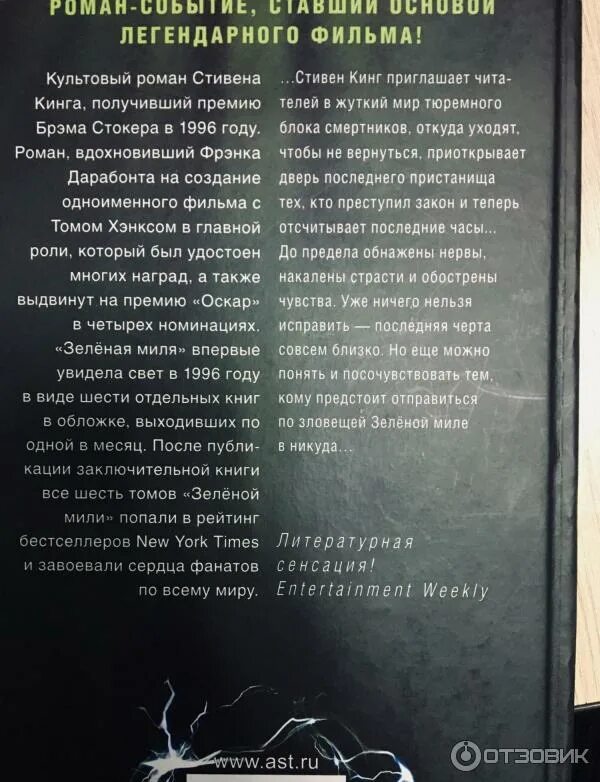 РОМАН-СОБЫТИЕ, СТАВШИЙ ОСНОВОЙ
ЛЕГЕНДАРНОГО ФИЛЬМА!
Культовый роман Стивена
Кинга, получивший премию
Брэма Стокера в 1996 году.
Роман, вдохновивший Фрэнка
Дарабонта на создание
одноименного фильма с
Томом Хэнксом в главной
роли, который был удостоен
многих наград, а также
выдвинут на премию «Оскар»
в четырех номинациях.
«Зелёная миля» впервые
увидела свет в 1996 году
в виде шести отдельных книг
в обложке, выходивших по
одной в месяц. После публи-
кации заключительной книги
все шесть томов «Зелёной
мили» попали в рейтинг
бестселлеров New York Times
и завоевали сердца фанатов
по всему миру.
...Стивен Кинг приглашает чита-
телей в жуткий мир тюремного
блока смертников, откуда уходят,
чтобы не вернуться, приоткрывает
дверь последнего пристанища
тех, кто преступил закон и теперь
отсчитывает последние часы...
До предела обнажены нервы,
накалены страсти и обострены
чувства. Уже ничего нельзя
исправить — последняя черта
совсем близко. Но еще можно
понять и посочувствовать тем,
кому предстоит отправиться
по зловещей Зелёной миле
в никуда...
Литературная
сенсация!
Entertainment Weekly
www.ast.ru
ОТЗОВИК